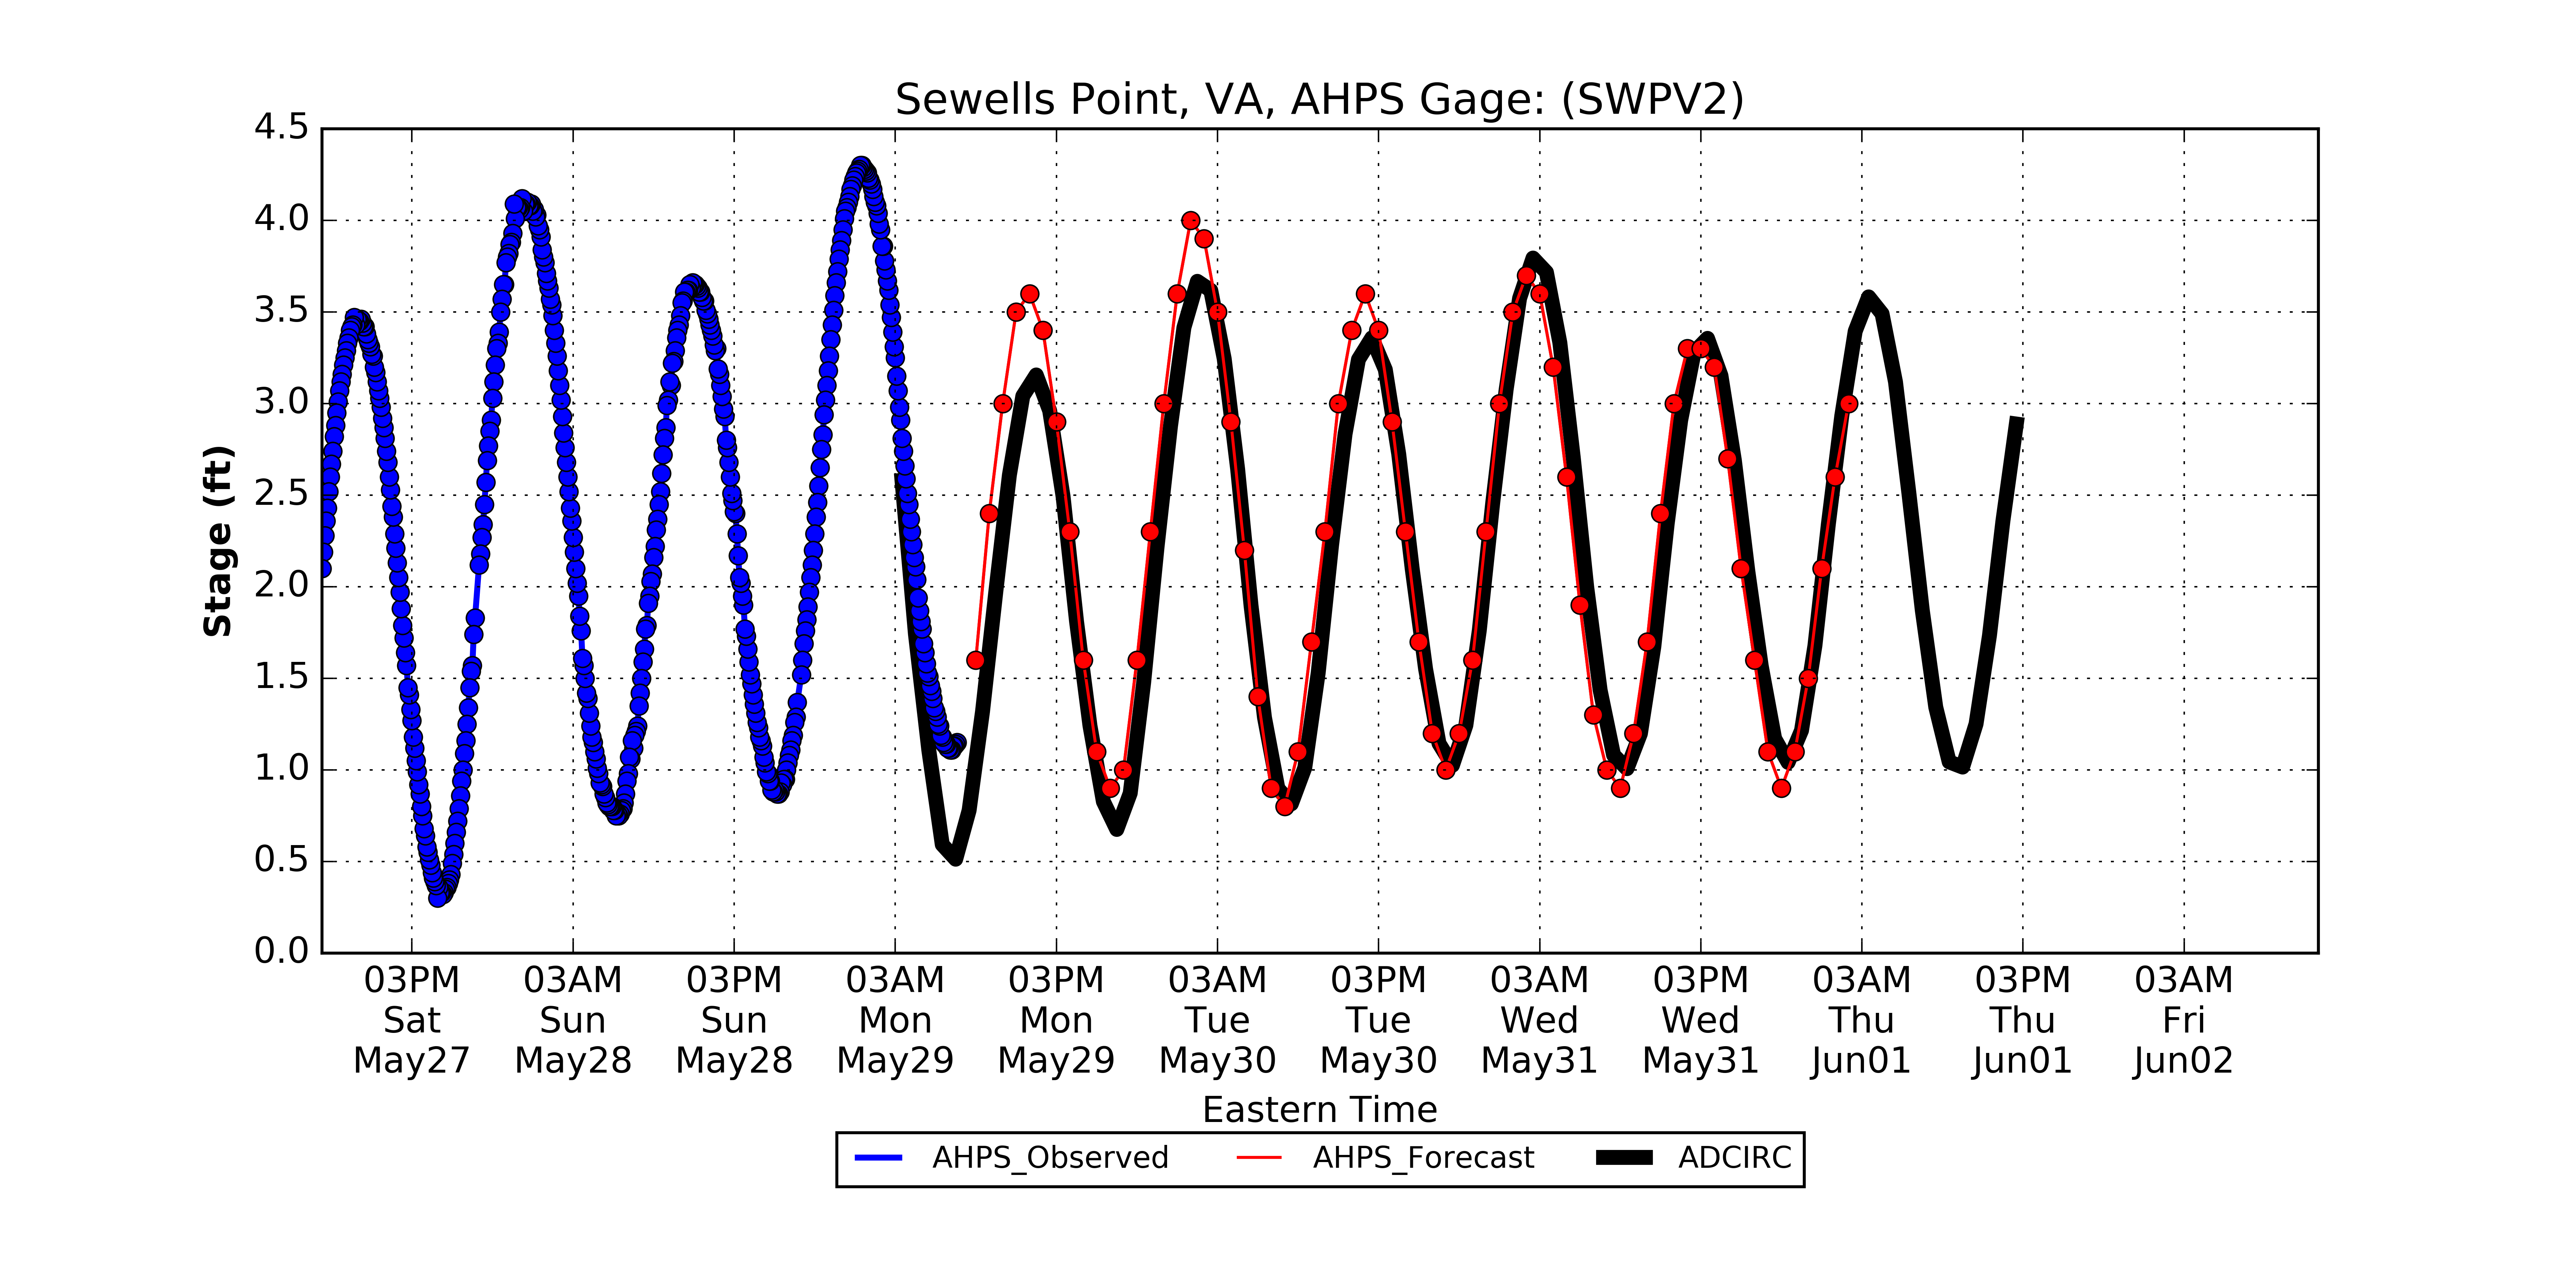 Sewells Point, VA, AHPS Gage: (SWPV2)
4.5
4.0
3.5
3.0
2.5
2.0
1.5
1.0
0.5
0.0
Stage (ft)
03PM 03AM 03PM 03AM 03PM 03AM 03PM 03AM 03PM 03AM 03PM 03AM
Sat Sun Sun Mon Mon Tue Tue Wed Wed Thu Thu Fri
May27 May28 May28 May29 May29 May30 May30 May31 May31 Jun01 Jun01 Jun02
Eastern Time
AHPS_Observed AHPS_Forecast ADCIRC